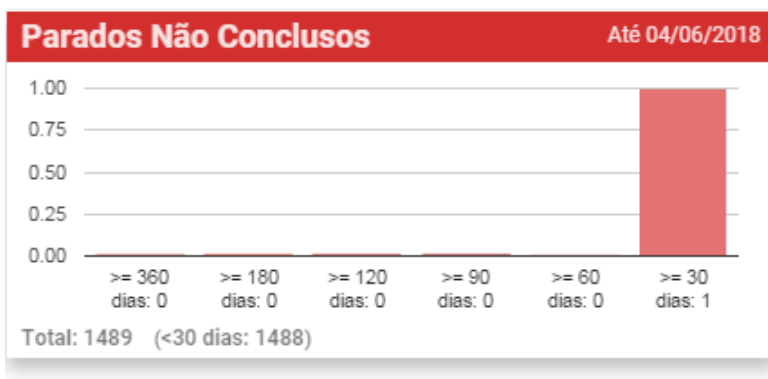 Parados Não Conclusos
Até 04/06/2018
1.00
0.75
0.50
0.25
0.00
>= 360 dias: 0
>= 180 dias: 0
>= 120 dias: 0
>= 90 dias: 0
>= 60 dias: 0
>= 30 dias: 1
Total: 1489 (<30 dias: 1488)